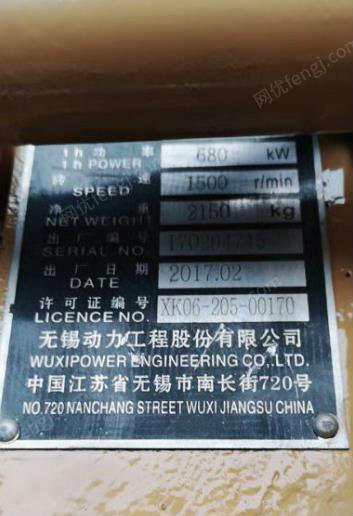 网优fengj.com
1h 功率 680 kW
1h POWER
转速 1500 r/min
SPEED
净重 2150 kg
NET WEIGHT
出厂编号
SERIAL NO.
出厂日期 2017.02
DATE
许可证编号 XK06-205-00170
LICENCE NO.
无锡动力工程股份有限公司
WUXIPOWER ENGINEERING CO., LTD.
中国江苏省无锡市南长街720号
NO.720 NANCHANG STREET WUXI JIANGSU CHINA